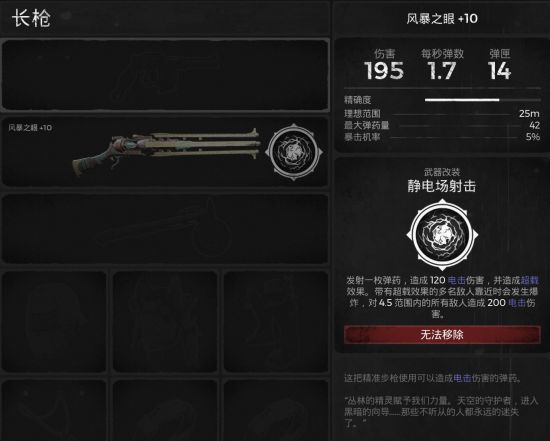 长枪
风暴之眼 +10
风暴之眼 +10
伤害 每秒弹数 弹匣
195 1.7 14
精确度
理想范围 25m
最大弹药量 42
暴击机率 5%
武器改装
静电场射击
发射一枚弹药，造成 120 电击伤害，并造成超载
效果。带有超载效果的多名敌人靠近时会发生爆
炸，对 4.5 范围内的所有敌人造成 200 电击伤
害。
无法移除
这把精准步枪使用可以造成电击伤害的弹药。
“丛林的精灵赋予我们力量。天空的守护者，进入
黑暗的向导......那些不听从的人都永远的迷失
了。”